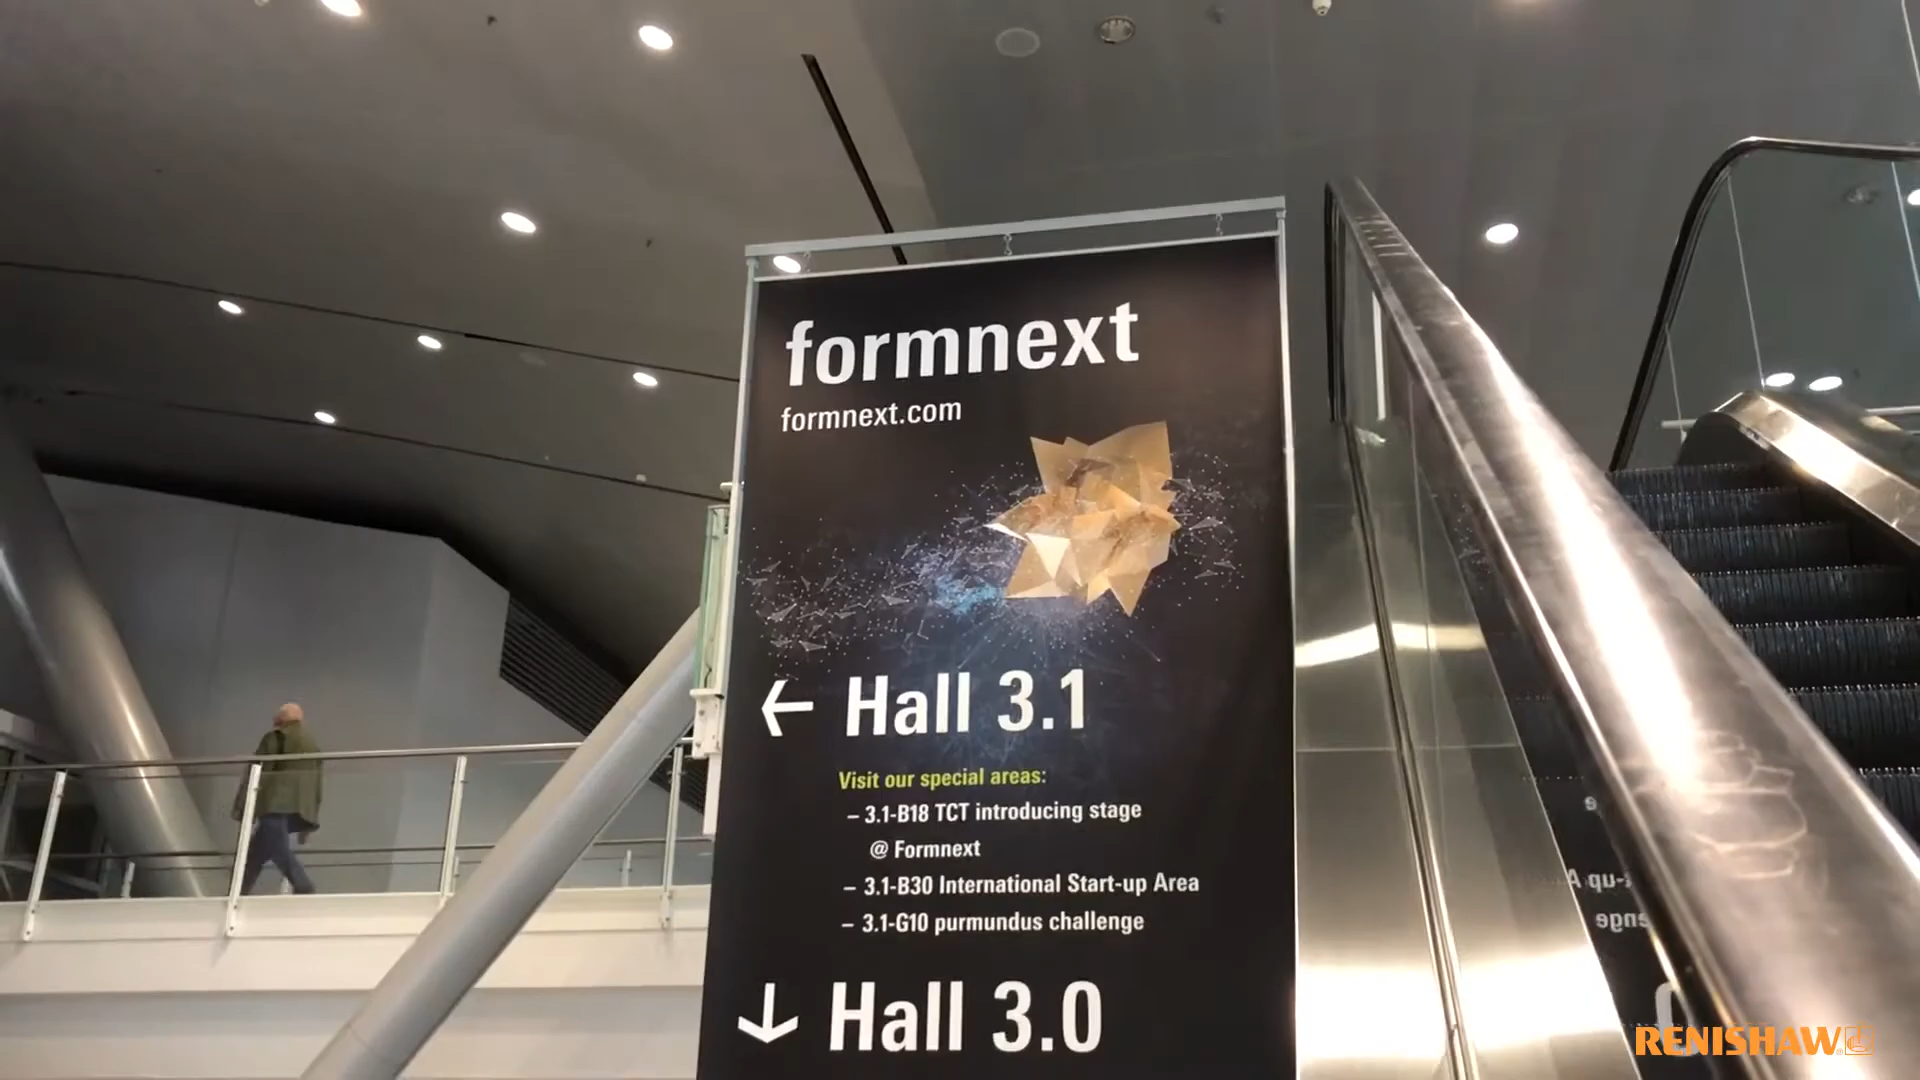 formnext
formnext.com
← Hall 3.1
Visit our special areas:
– 3.1-B18 TCT introducing stage
@ Formnext
– 3.1-B30 International Start-up Area
– 3.1-G10 purmundus challenge
↓ Hall 3.0
RENISHAW